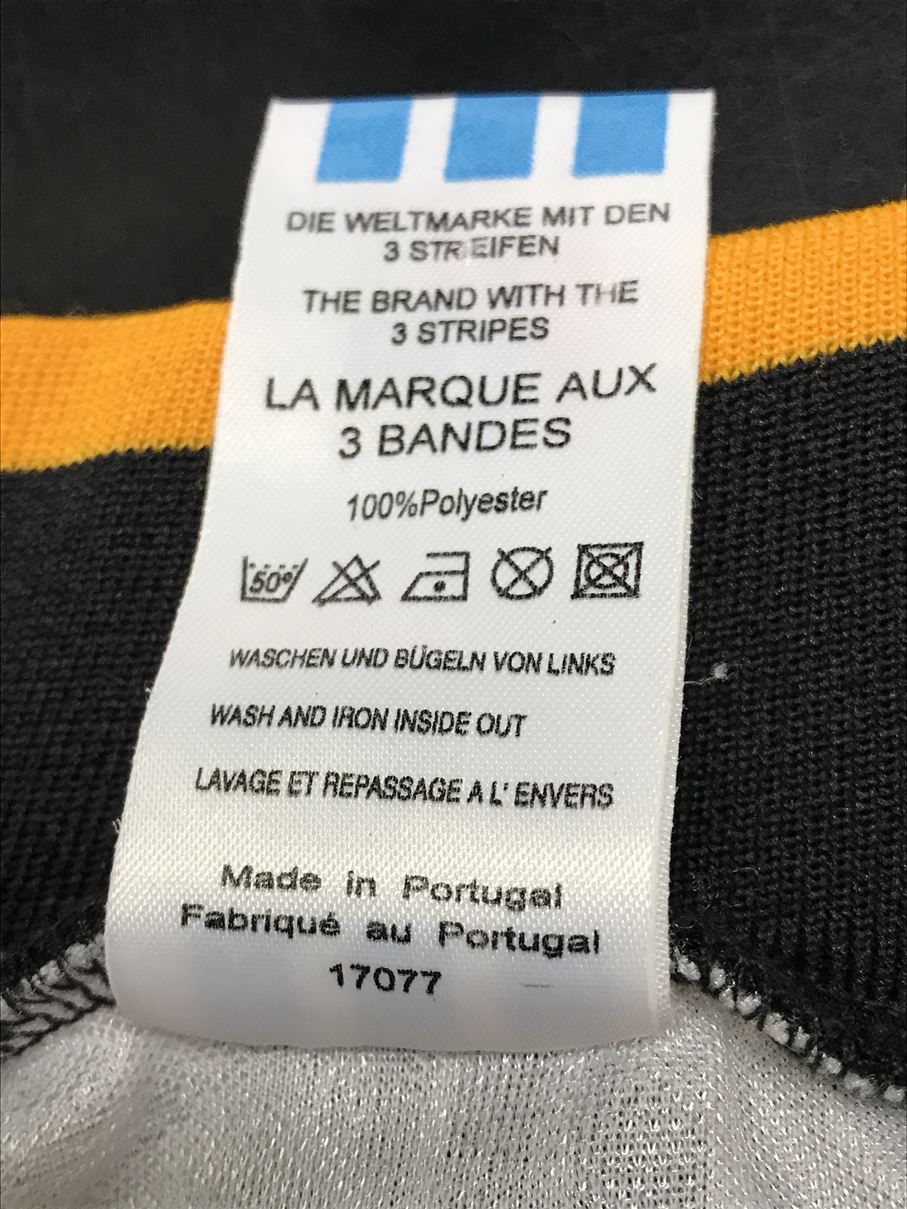 DIE WELTMARKE MIT DEN
3 STREIFEN
THE BRAND WITH THE
3 STRIPES
LA MARQUE AUX
3 BANDES
100%Polyester
50°
WASCHEN UND BÜGELN VON LINKS
WASH AND IRON INSIDE OUT
LAVAGE ET REPASSAGE A L' ENVERS
Made in Portugal
Fabriqué au Portugal
17077